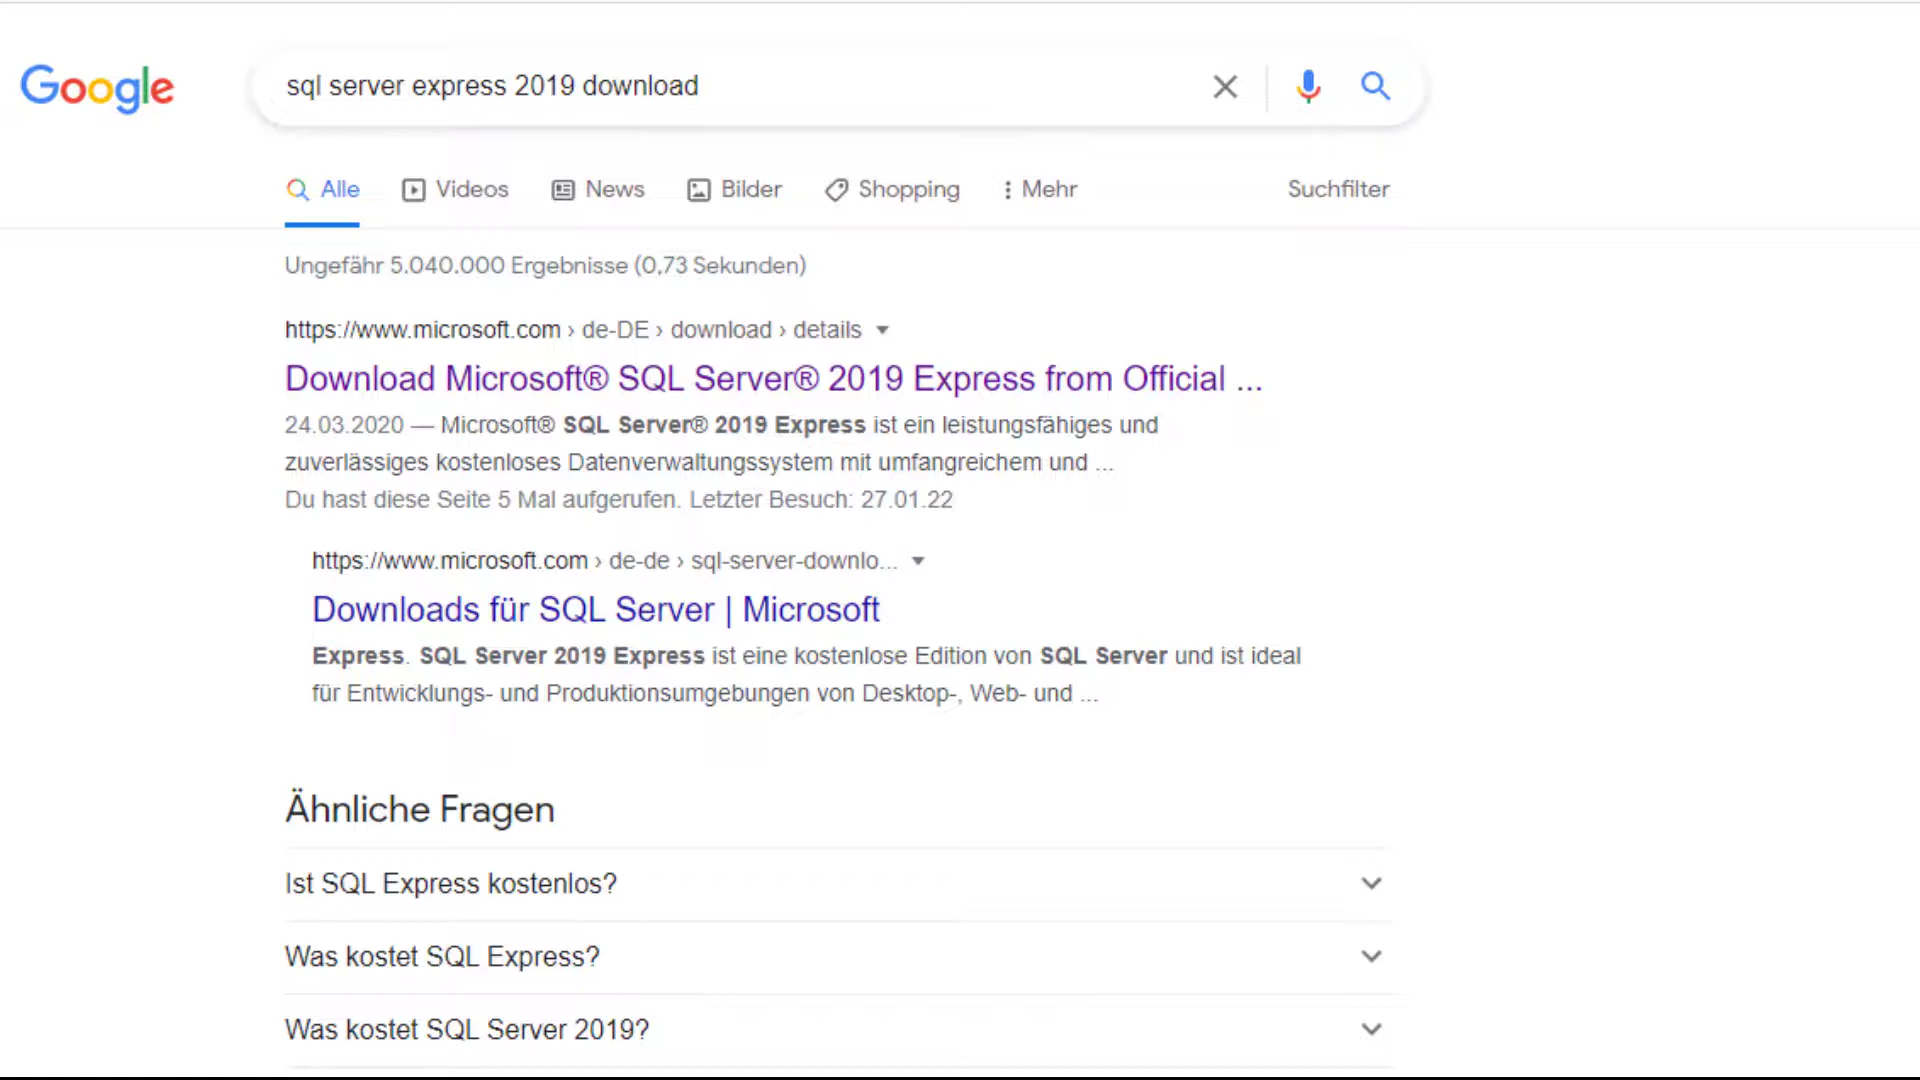 Google
sql server express 2019 download
Alle Videos News Bilder Shopping Mehr Suchfilter
Ungefähr 5.040.000 Ergebnisse (0,73 Sekunden)
https://www.microsoft.com › de-DE › download › details
Download Microsoft® SQL Server® 2019 Express from Official ...
24.03.2020 — Microsoft® SQL Server® 2019 Express ist ein leistungsfähiges und
zuverlässiges kostenloses Datenverwaltungssystem mit umfangreichem und ...
Du hast diese Seite 5 Mal aufgerufen. Letzter Besuch: 27.01.22
https://www.microsoft.com › de-de › sql-server-downlo...
Downloads für SQL Server | Microsoft
Express. SQL Server 2019 Express ist eine kostenlose Edition von SQL Server und ist ideal
für Entwicklungs- und Produktionsumgebungen von Desktop-, Web- und ...
Ähnliche Fragen
Ist SQL Express kostenlos?
Was kostet SQL Express?
Was kostet SQL Server 2019?